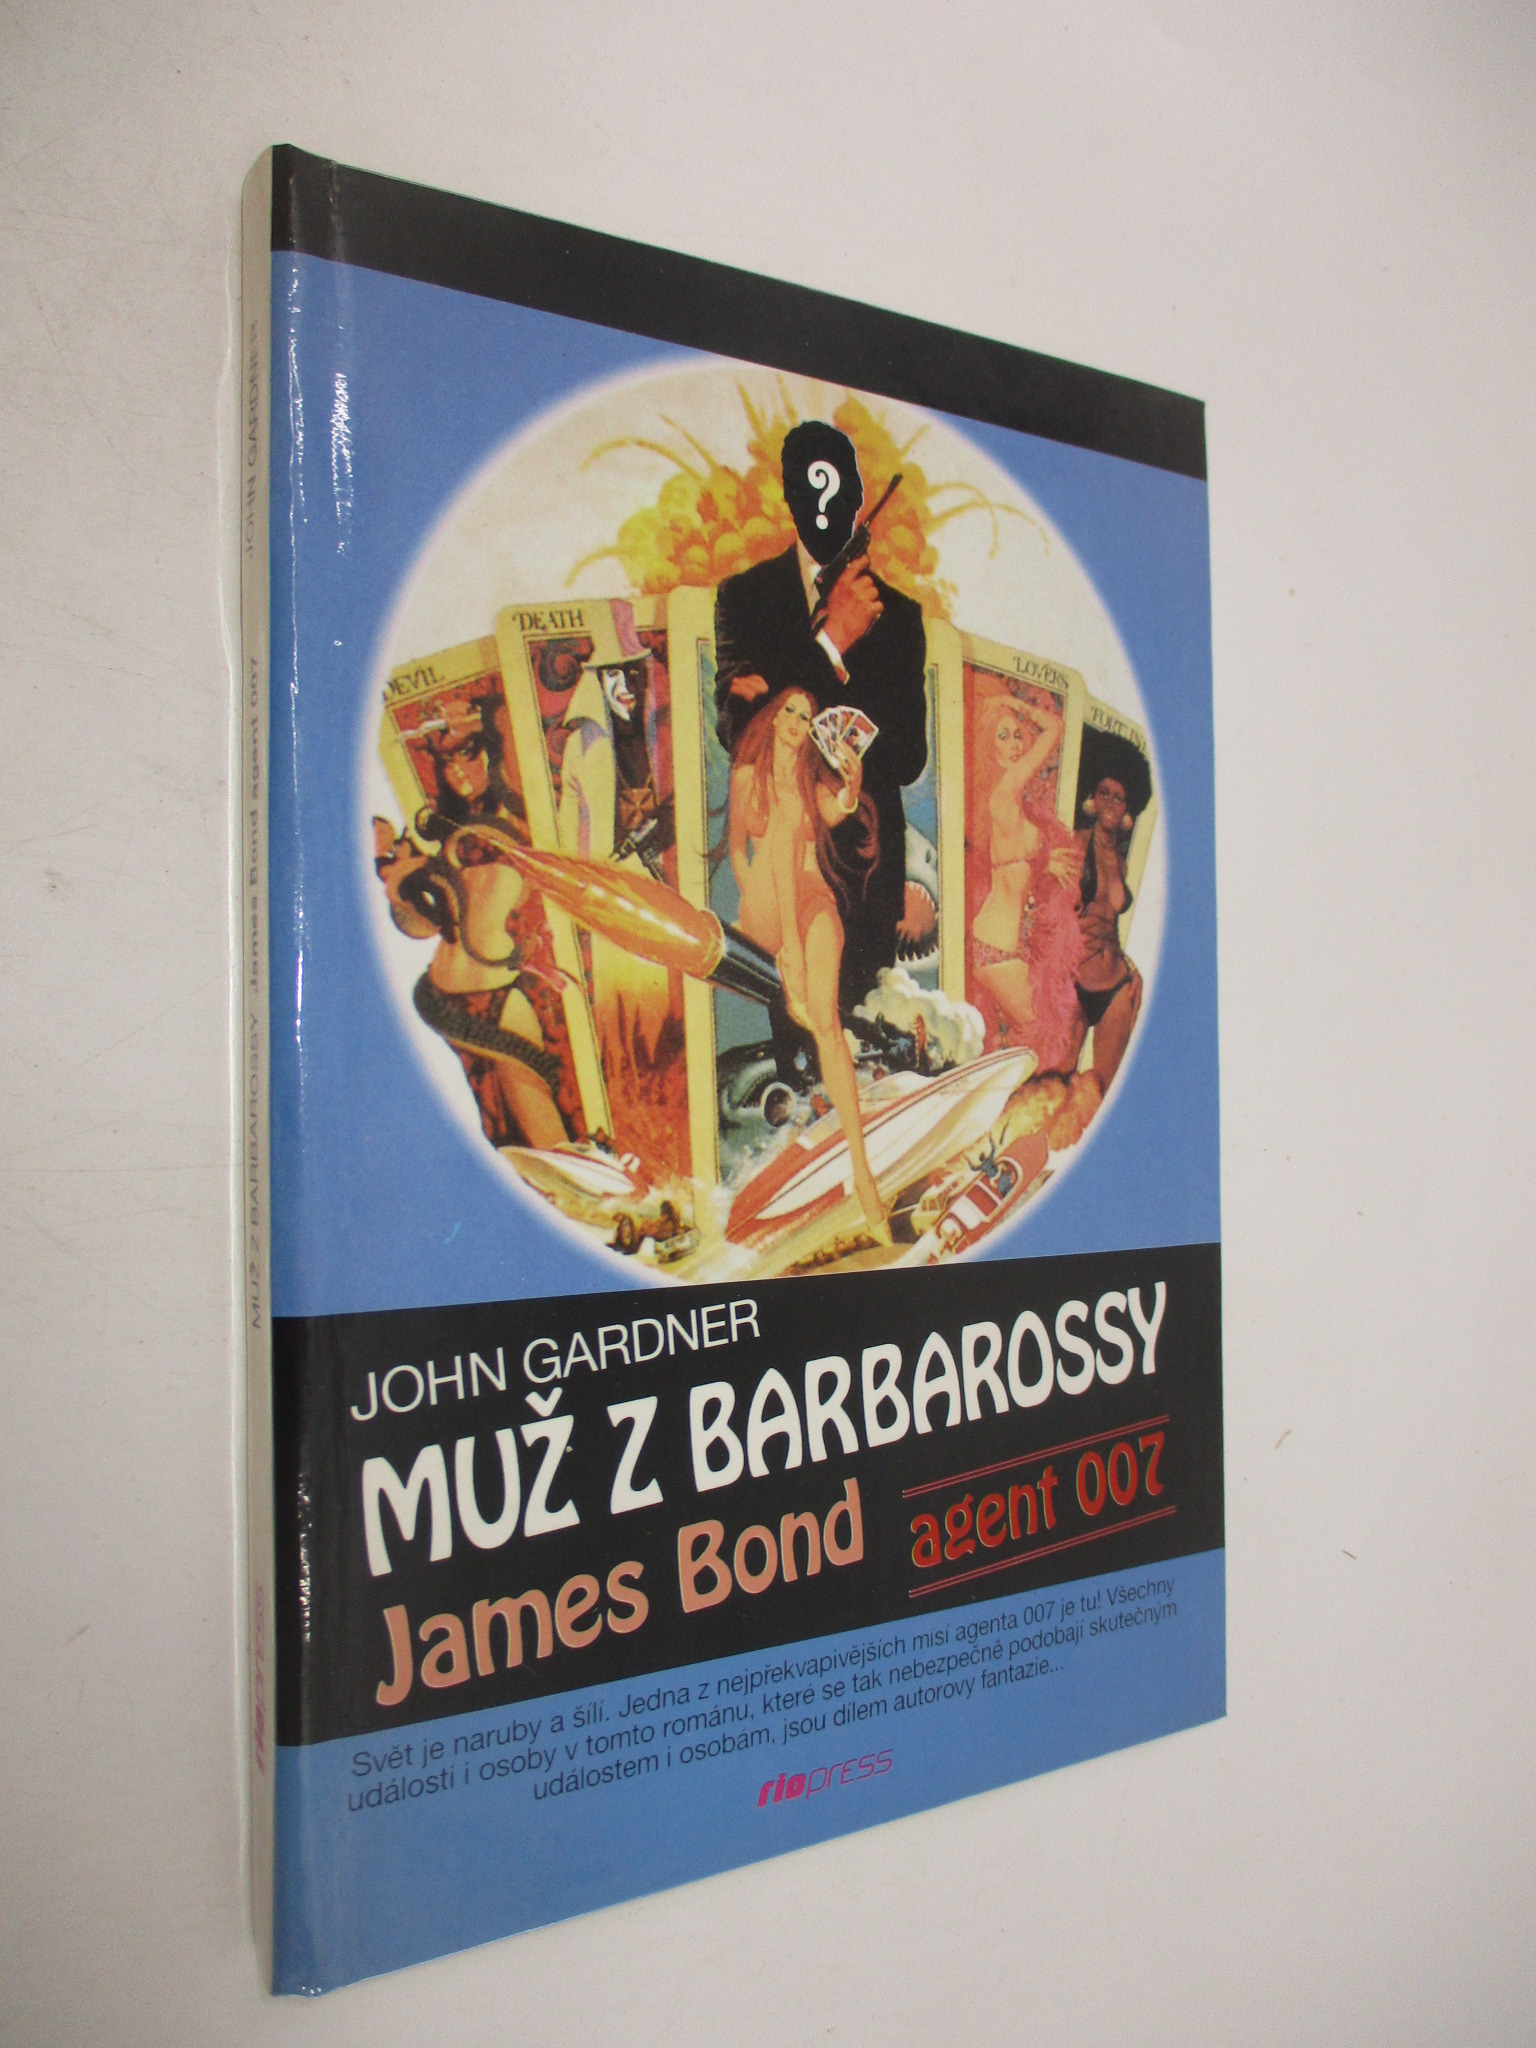 DEVIL
DEATH
?
LOVERS
JOHN GARDNER
MUŽ Z BARBAROSSY
James Bond agent 007
Svět je naruby a šílí. Jedna z nejpřekvapivějších misí agenta 007 je tu! Všechny
události i osoby v tomto románu, které se tak nebezpečně podobají skutečným
událostem i osobám, jsou dílem autorovy fantazie...
riopress
MUŽ Z BARBAROSSY James Bond agent 007 JOHN GARDNER
riopress